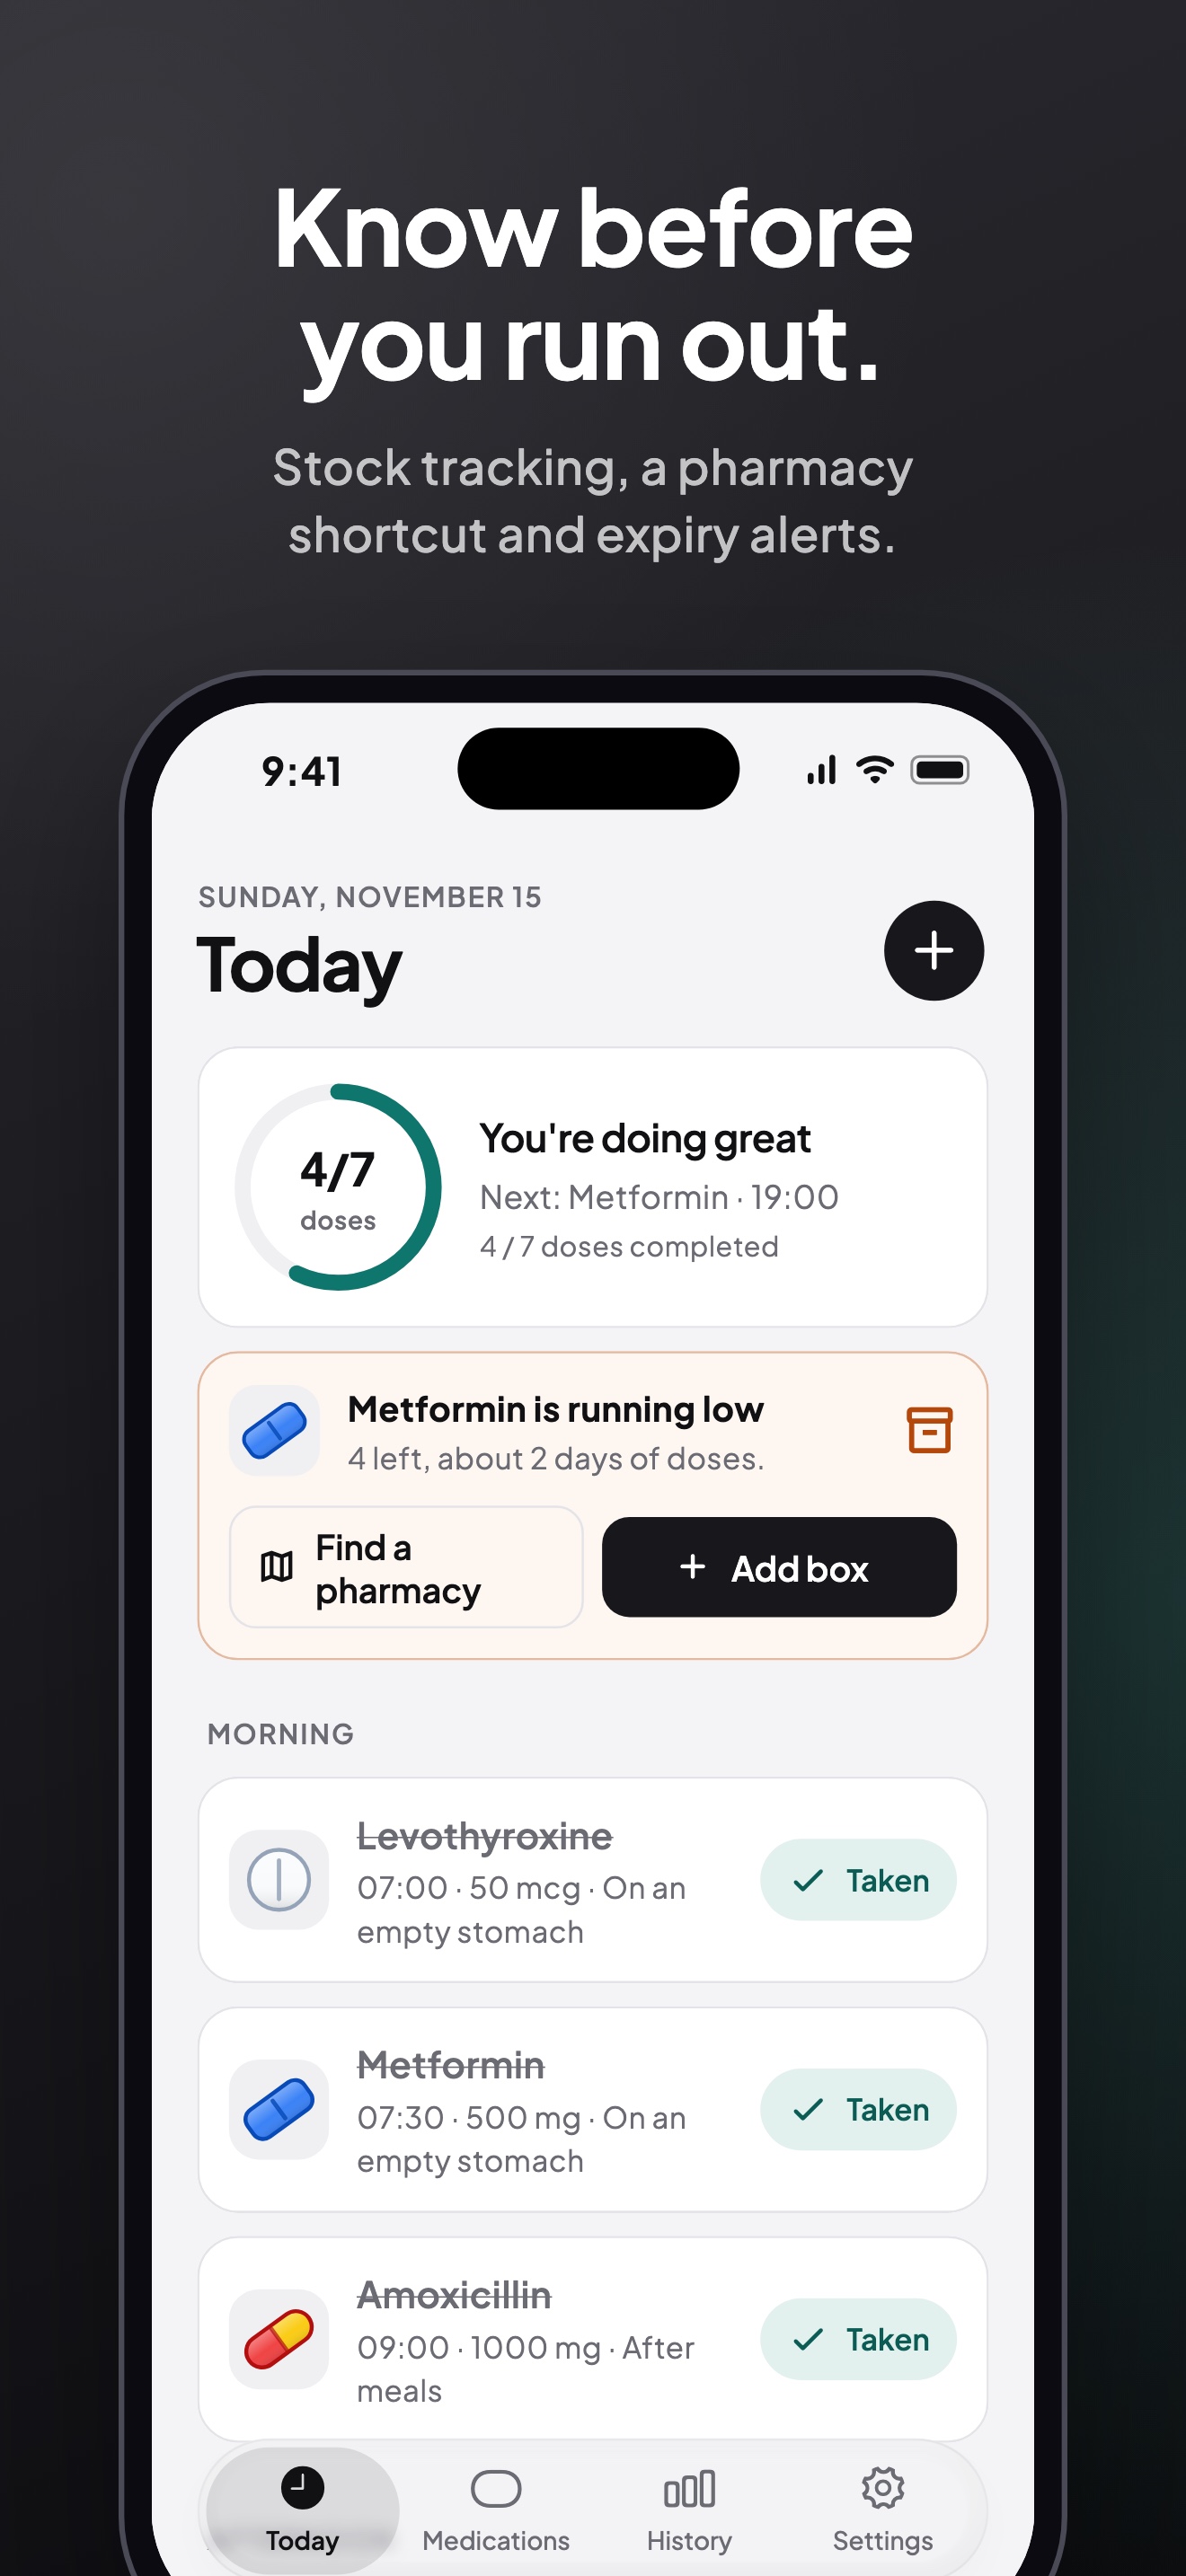 Know before
you run out.
Stock tracking, a pharmacy
shortcut and expiry alerts.
9:41
SUNDAY, NOVEMBER 15
Today
4/7
doses
You're doing great
Next: Metformin · 19:00
4 / 7 doses completed
Metformin is running low
4 left, about 2 days of doses.
Find a
pharmacy
Add box
MORNING
Levothyroxine
07:00 · 50 mcg · On an
empty stomach
Taken
Metformin
07:30 · 500 mg · On an
empty stomach
Taken
Amoxicillin
09:00 · 1000 mg · After
meals
Taken
Today
Medications
History
Settings